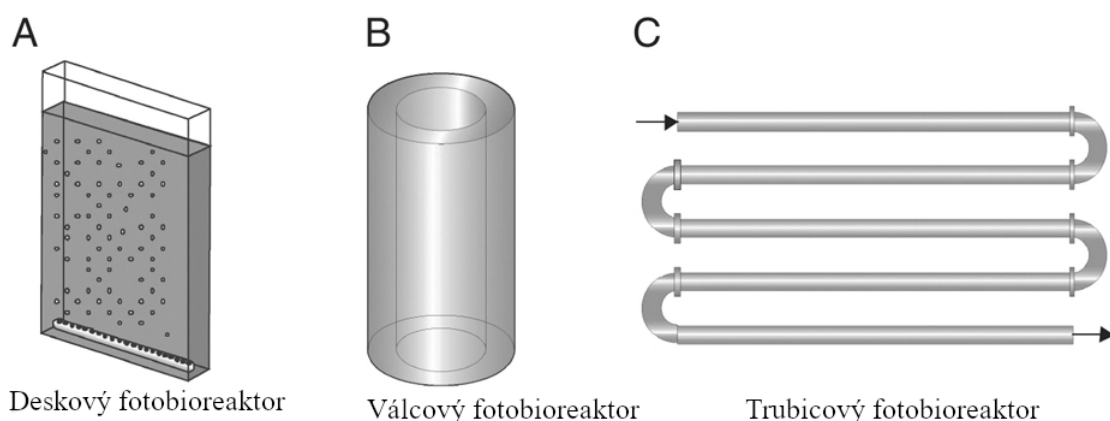 A
B
C
Deskový fotobioreaktor
Válcový fotobioreaktor
Trubicový fotobioreaktor